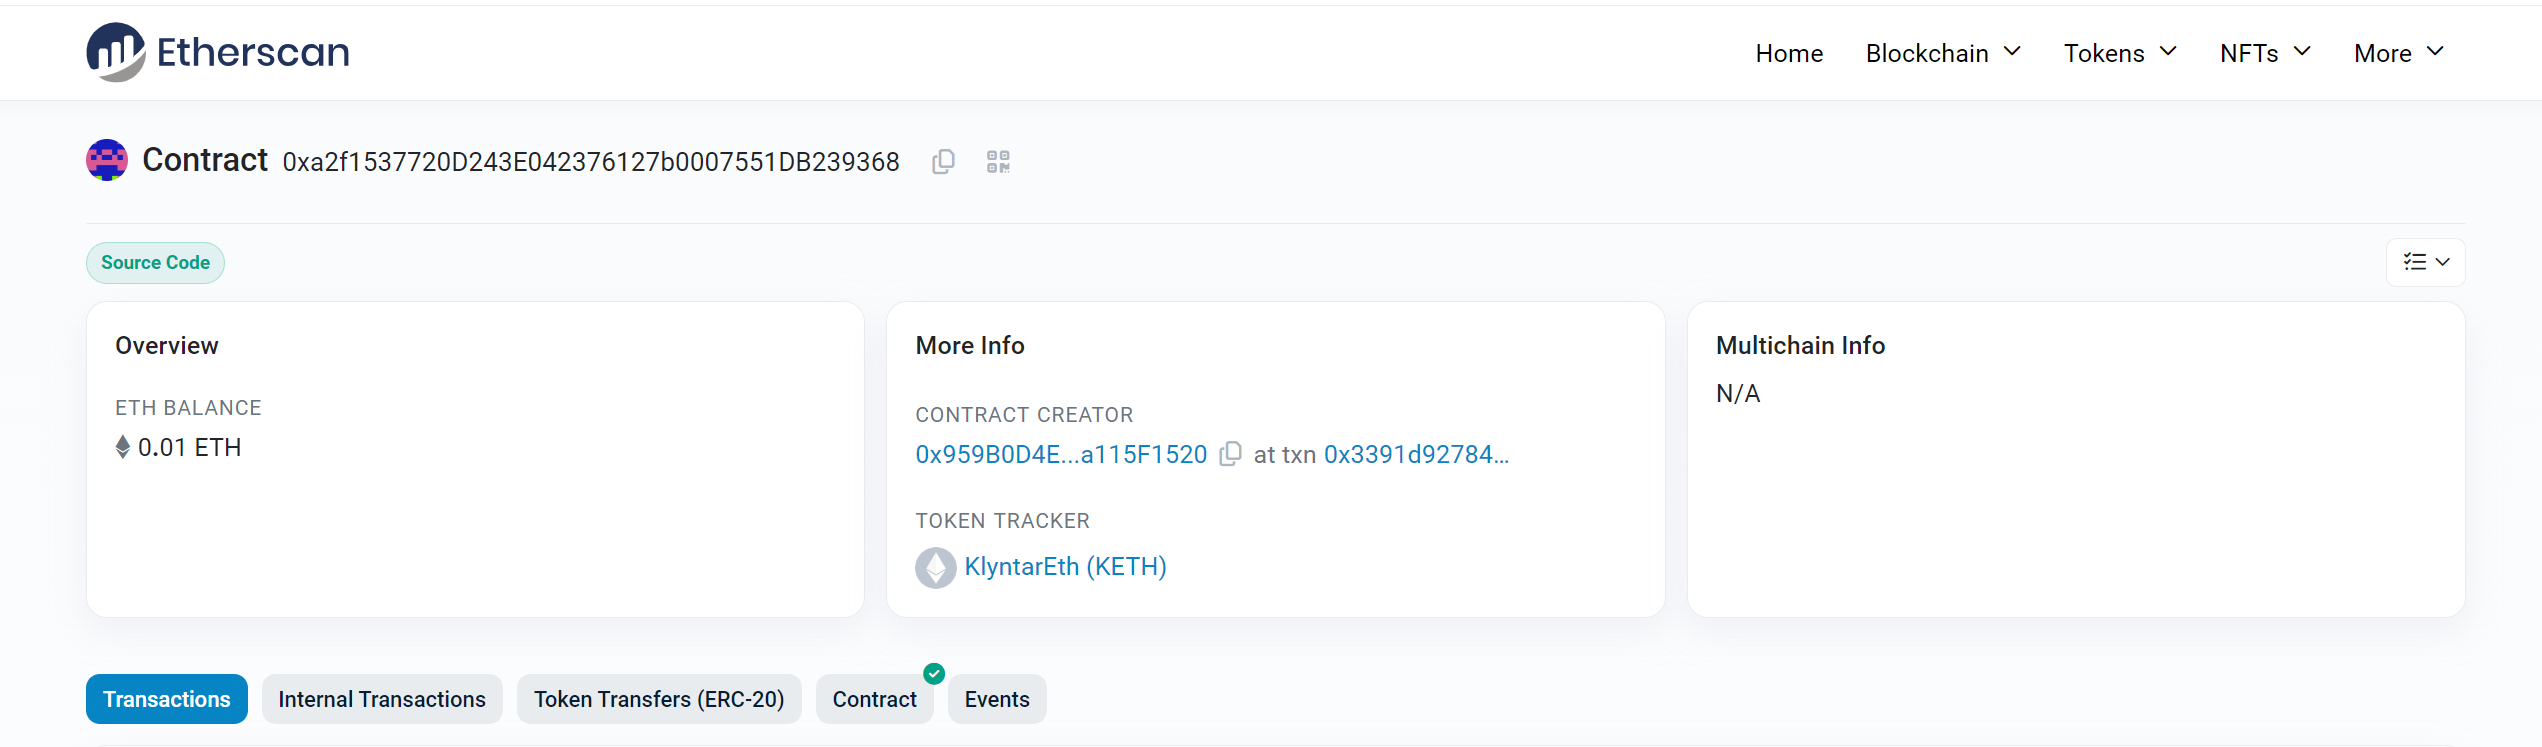 Etherscan
Home Blockchain Tokens NFTs More
Contract 0xa2f1537720D243E042376127b0007551DB239368
Source Code
Overview
ETH BALANCE
0.01 ETH
More Info
CONTRACT CREATOR
0x959B0D4E...a115F1520 at txn 0x3391d92784...
TOKEN TRACKER
KlyntarEth (KETH)
Multichain Info
N/A
Transactions Internal Transactions Token Transfers (ERC-20) Contract Events